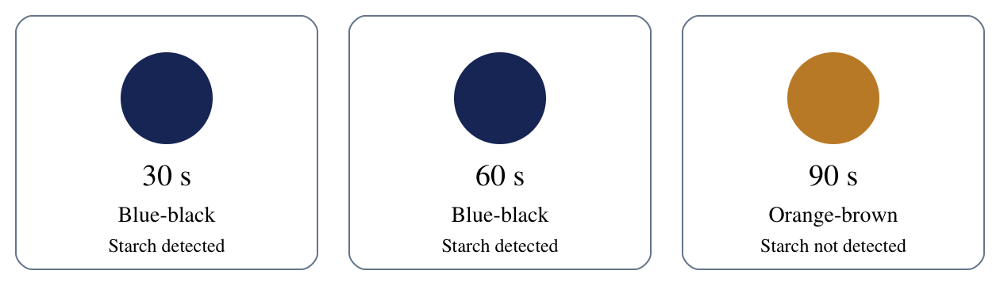 30 s
Blue-black
Starch detected
60 s
Blue-black
Starch detected
90 s
Orange-brown
Starch not detected